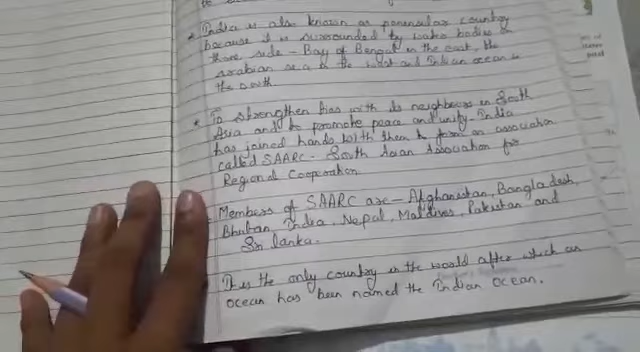 India is also known as peninsular country
because it is surrounded by water bodies on
three side - Bay of Bengal in the east, the
Arabian sea in the west and Indian ocean in
the south
To strengthen ties with its neighbours in South
Asia and to promote peace and unify - India
has joined hands with them to form an association
called SAARC - South Asian Association for
Regional Cooperation
Members of SAARC are - Afghanistan, Bangladesh,
Bhutan, India, Nepal, Maldives, Pakistan and
Sri lanka.
It is the only country in the world after which an
ocean has been named the Indian Ocean.